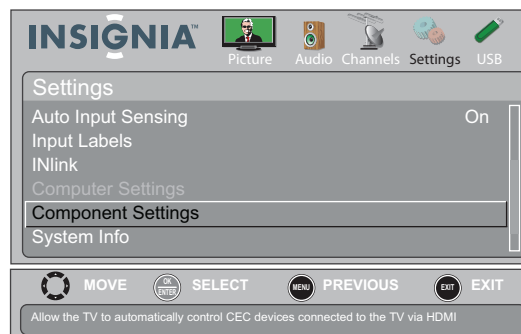 INSIGNIA™
Picture Audio Channels Settings USB
Settings
Auto Input Sensing On
Input Labels
INlink
Computer Settings
Component Settings
System Info
MOVE OK ENTER SELECT MENU PREVIOUS EXIT EXIT
Allow the TV to automatically control CEC devices connected to the TV via HDMI